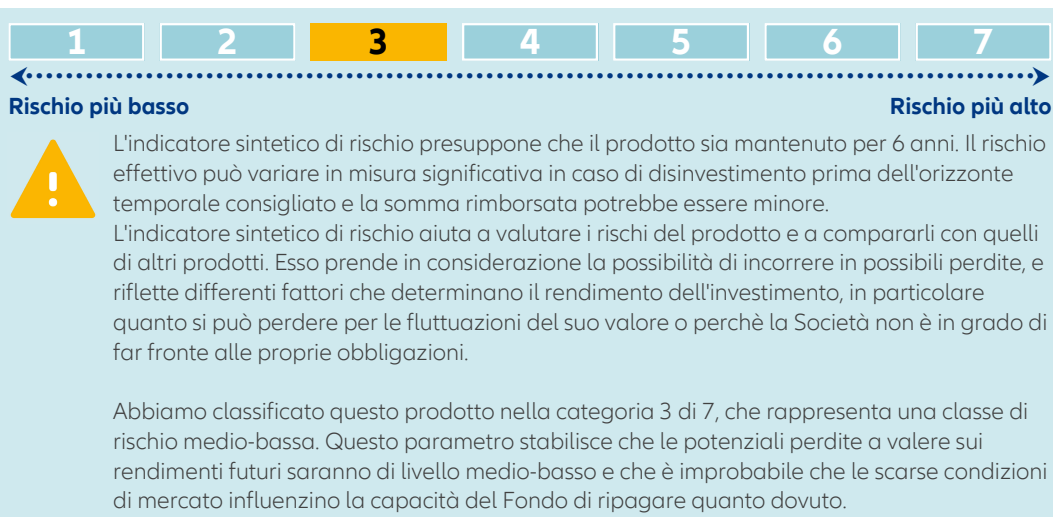 1 2 3 4 5 6 7
Rischio più basso Rischio più alto
L'indicatore sintetico di rischio presuppone che il prodotto sia mantenuto per 6 anni. Il rischio
effettivo può variare in misura significativa in caso di disinvestimento prima dell'orizzonte
temporale consigliato e la somma rimborsata potrebbe essere minore.
L'indicatore sintetico di rischio aiuta a valutare i rischi del prodotto e a compararli con quelli
di altri prodotti. Esso prende in considerazione la possibilità di incorrere in possibili perdite, e
riflette differenti fattori che determinano il rendimento dell'investimento, in particolare
quanto si può perdere per le fluttuazioni del suo valore o perchè la Società non è in grado di
far fronte alle proprie obbligazioni.
Abbiamo classificato questo prodotto nella categoria 3 di 7, che rappresenta una classe di
rischio medio-bassa. Questo parametro stabilisce che le potenziali perdite a valere sui
rendimenti futuri saranno di livello medio-basso e che è improbabile che le scarse condizioni
di mercato influenzino la capacità del Fondo di ripagare quanto dovuto.